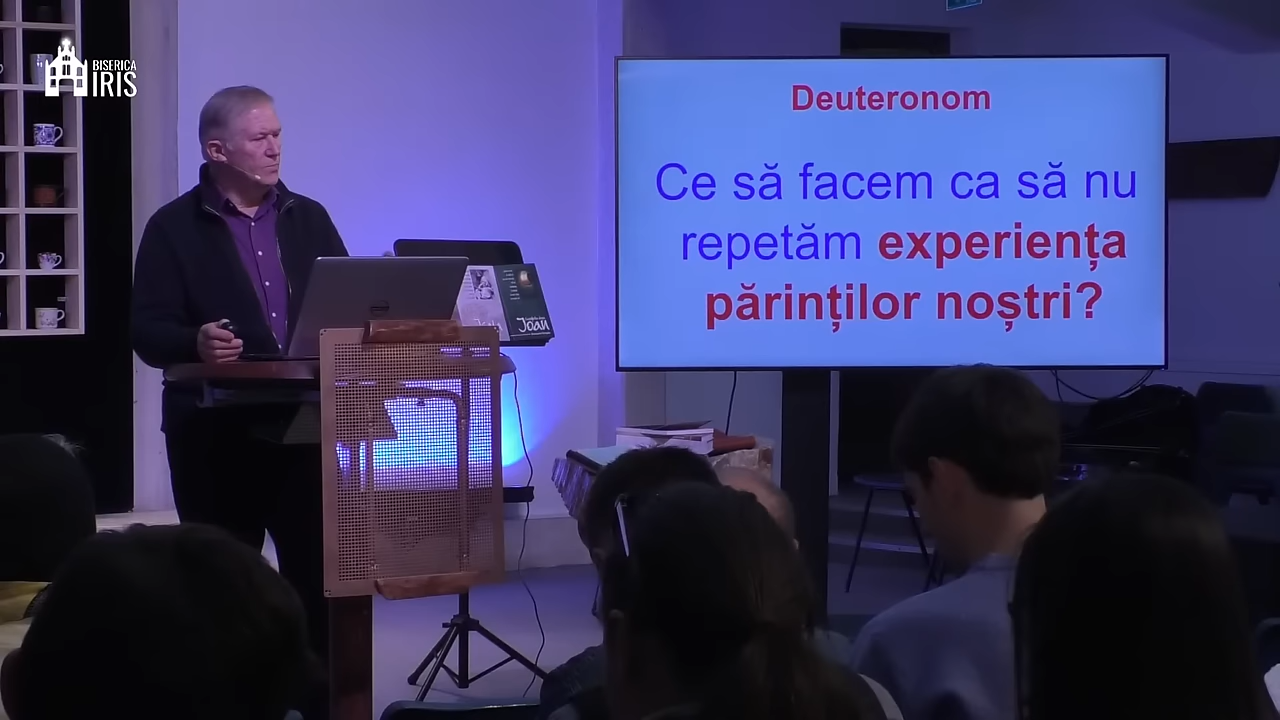 BISERICA
IRIS
Deuteronom
Ce să facem ca să nu
repetăm experiența
părinților noștri?
Joan